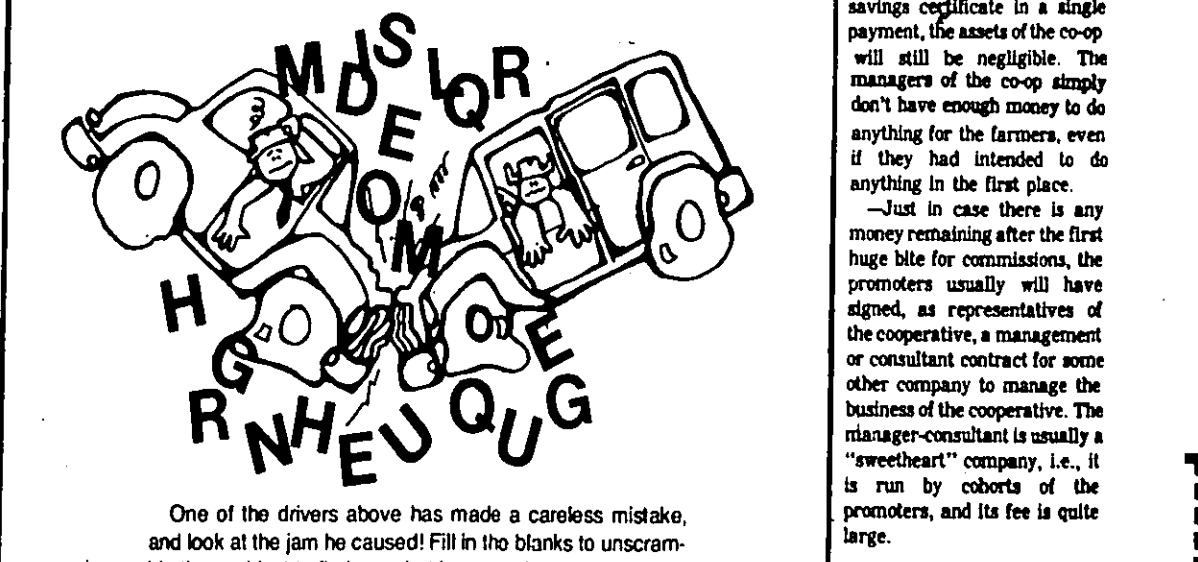 M D I S L Q R
E
O
M
H
G
E
R N H E U Q U G
One of the drivers above has made a careless mistake,
and look at the jam he caused! Fill in the blanks to unscram-
savings certificate in a single
payment, the assets of the co-op
will still be negligible. The
managers of the co-op simply
don't have enough money to do
anything for the farmers, even
if they had intended to do
anything in the first place.
—Just in case there is any
money remaining after the first
huge bite for commissions, the
promoters usually will have
signed, as representatives of
the cooperative, a management
or consultant contract for some
other company to manage the
business of the cooperative. The
manager-consultant is usually a
"sweetheart" company, i.e., it
is run by cohorts of the
promoters, and its fee is quite
large.